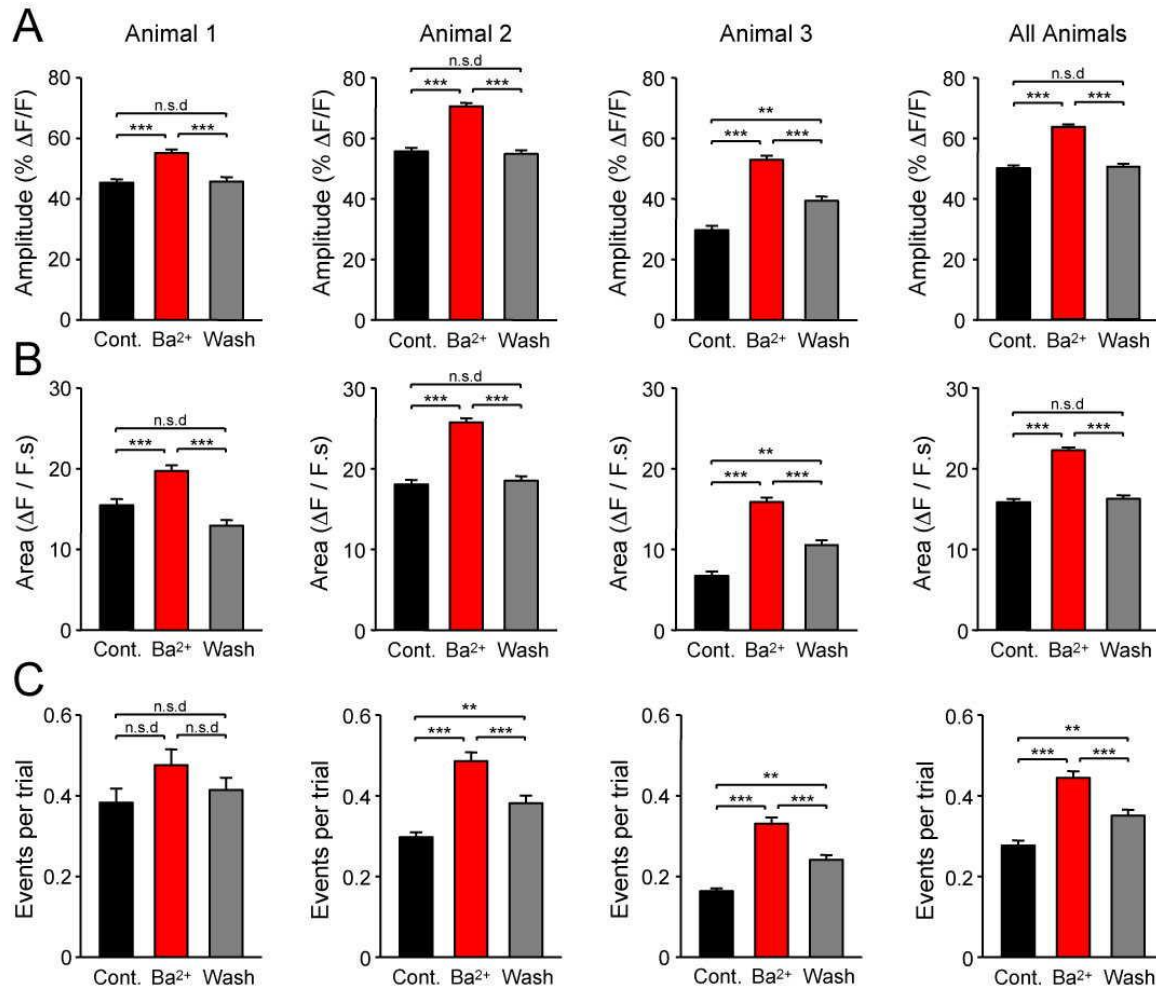 A
Animal 1 Animal 2 Animal 3 All Animals
Amplitude (% ΔF/F)
80
60
40
20
0
n.s.d
*** ***
Cont. Ba²⁺ Wash
Amplitude (% ΔF/F)
80
60
40
20
0
n.s.d
*** ***
Cont. Ba²⁺ Wash
Amplitude (% ΔF/F)
80
60
40
20
0
**
*** ***
Cont. Ba²⁺ Wash
Amplitude (% ΔF/F)
80
60
40
20
0
n.s.d
*** ***
Cont. Ba²⁺ Wash
B
Area (ΔF / F.s)
30
20
10
0
n.s.d
*** ***
Cont. Ba²⁺ Wash
Area (ΔF / F.s)
30
20
10
0
n.s.d
*** ***
Cont. Ba²⁺ Wash
Area (ΔF / F.s)
30
20
10
0
**
*** ***
Cont. Ba²⁺ Wash
Area (ΔF / F.s)
30
20
10
0
n.s.d
*** ***
Cont. Ba²⁺ Wash
C
Events per trial
0.6
0.4
0.2
0
n.s.d
n.s.d n.s.d
Cont. Ba²⁺ Wash
Events per trial
0.6
0.4
0.2
0
**
*** ***
Cont. Ba²⁺ Wash
Events per trial
0.6
0.4
0.2
0
**
*** ***
Cont. Ba²⁺ Wash
Events per trial
0.6
0.4
0.2
0
**
*** ***
Cont. Ba²⁺ Wash